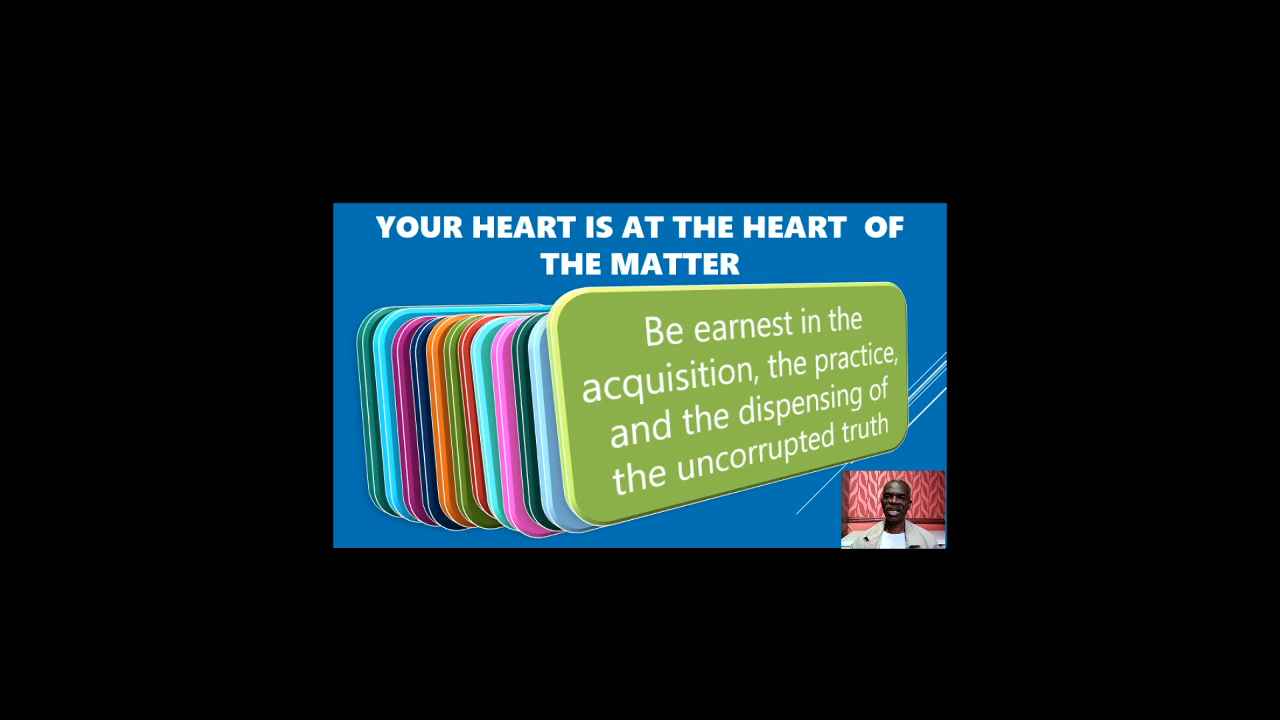 YOUR HEART IS AT THE HEART OF
THE MATTER
Be earnest in the
acquisition, the practice,
and the dispensing of
the uncorrupted truth